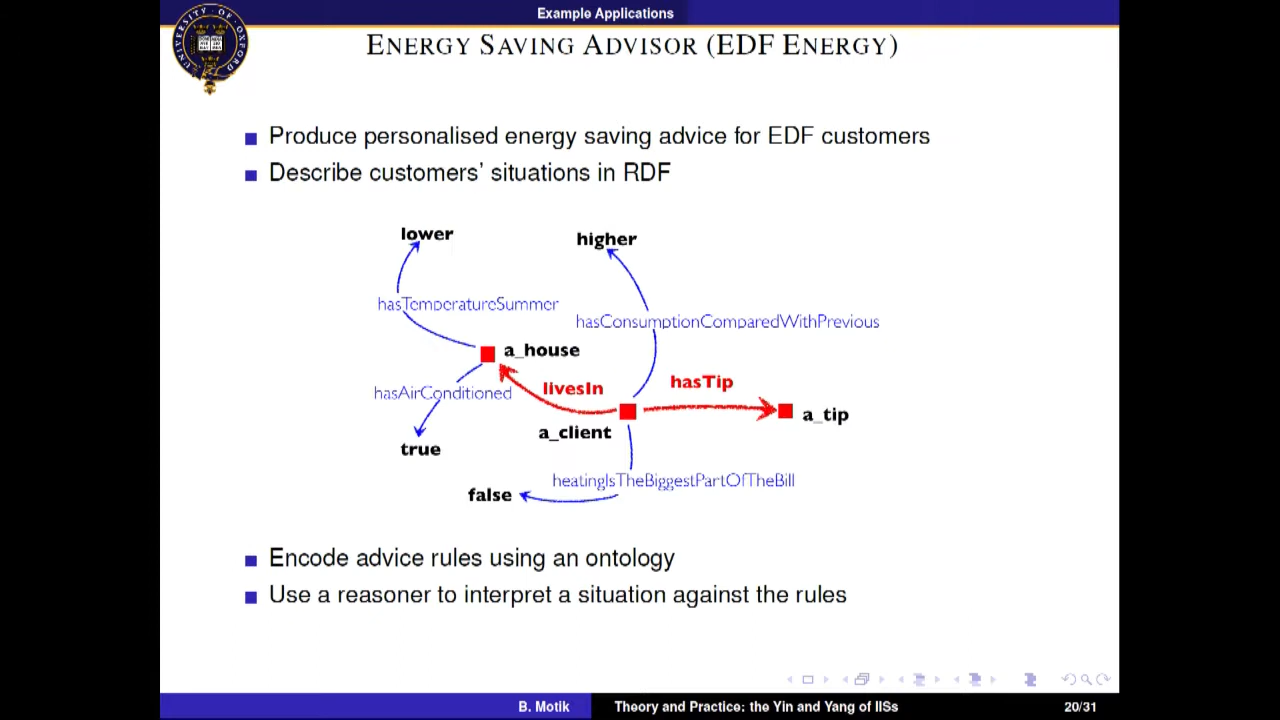 Example Applications
ENERGY SAVING ADVISOR (EDF ENERGY)
UNIVERSITY OF OXFORD
Produce personalised energy saving advice for EDF customers
Describe customers' situations in RDF
lower
higher
hasTemperatureSummer
hasConsumptionComparedWithPrevious
a_house
hasAirConditioned
livesIn
hasTip
a_tip
a_client
true
heatingIsTheBiggestPartOfTheBill
false
Encode advice rules using an ontology
Use a reasoner to interpret a situation against the rules
B. Motik
Theory and Practice: the Yin and Yang of IISs
20/31